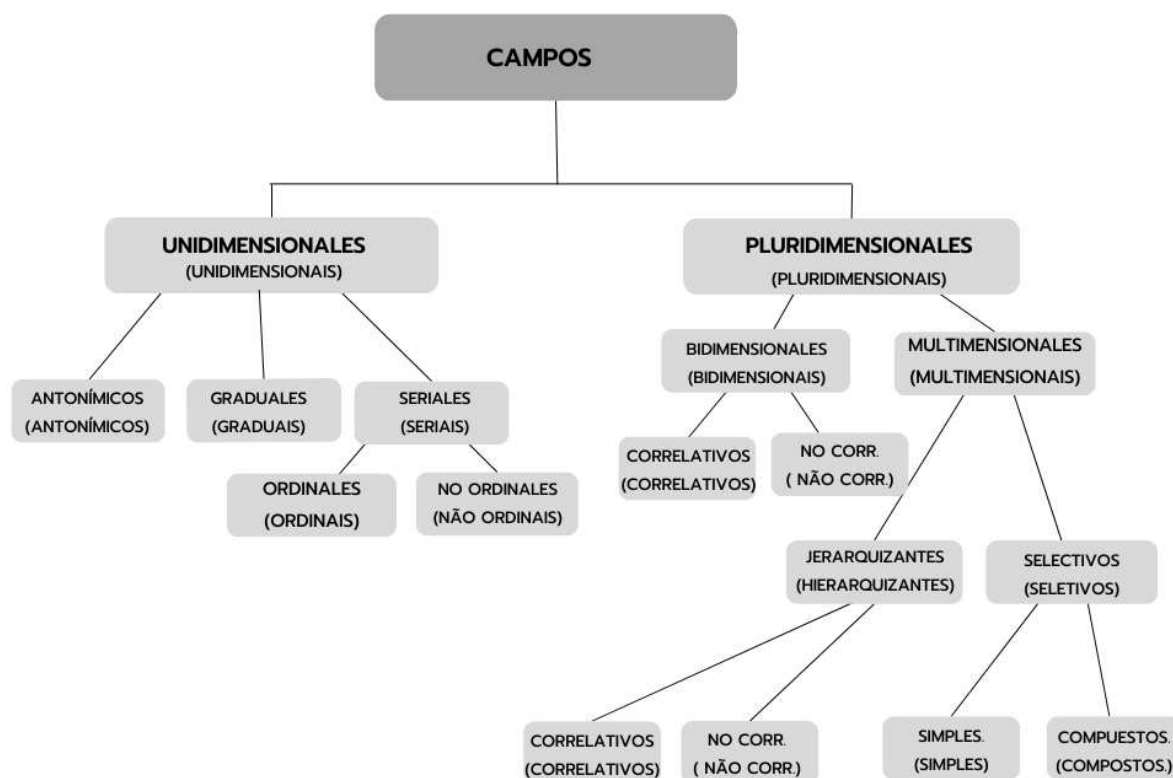 CAMPOS
UNIDIMENSIONALES
(UNIDIMENSIONAIS)
PLURIDIMENSIONALES
(PLURIDIMENSIONAIS)
BIDIMENSIONALES
(BIDIMENSIONAIS)
MULTIMENSIONALES
(MULTIMENSIONAIS)
ANTONÍMICOS
(ANTONÍMICOS)
GRADUALES
(GRADUAIS)
SERIALES
(SERIAIS)
CORRELATIVOS
(CORRELATIVOS)
NO CORR.
( NÃO CORR.)
ORDINALES
(ORDINAIS)
NO ORDINALES
(NÃO ORDINAIS)
JERARQUIZANTES
(HIERARQUIZANTES)
SELECTIVOS
(SELETIVOS)
CORRELATIVOS
(CORRELATIVOS)
NO CORR.
( NÃO CORR.)
SIMPLES.
(SIMPLES)
COMPUESTOS.
(COMPOSTOS.)